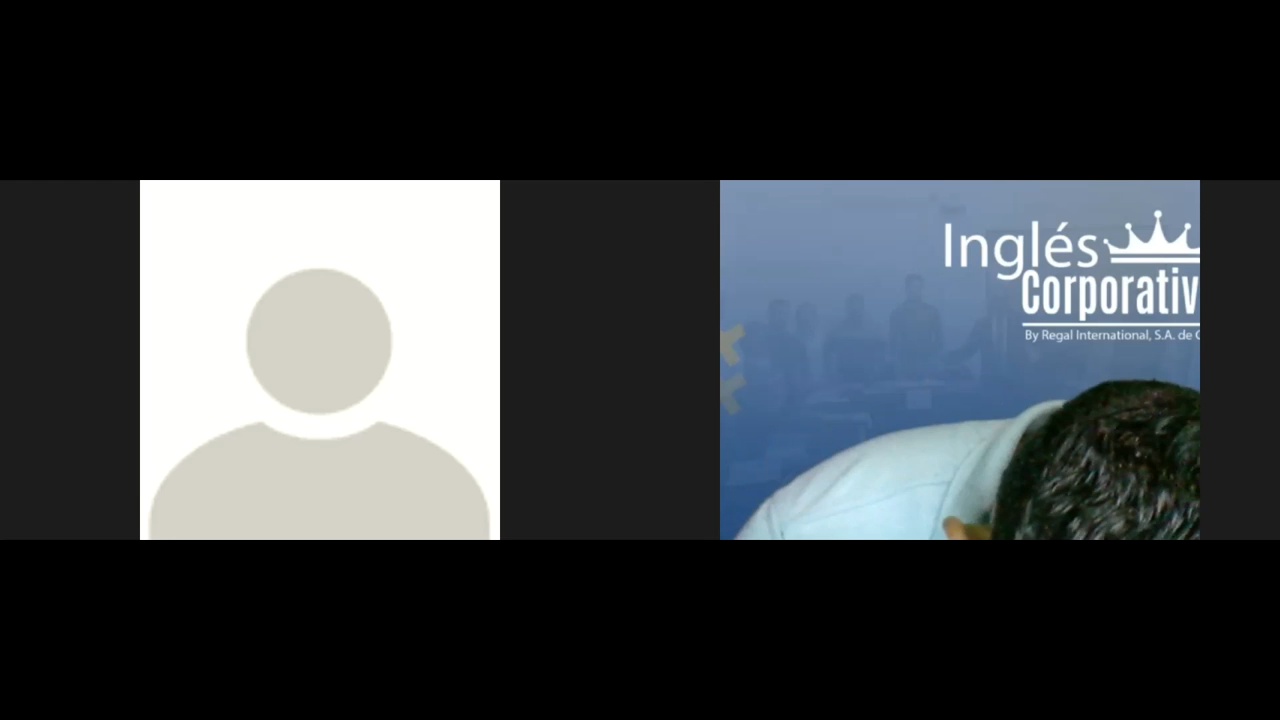 Inglés
Corporativ
By Regal International, S.A. de C